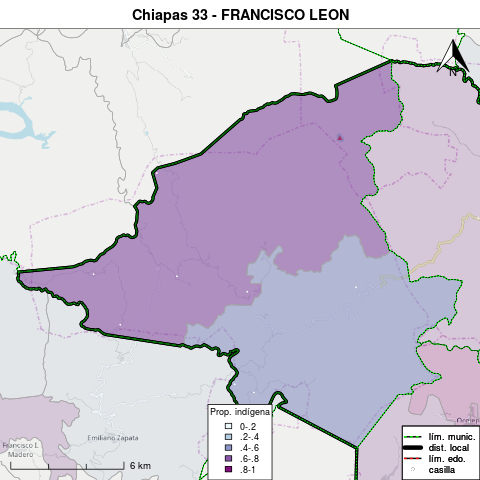 Chiapas 33 - FRANCISCO LEON
N
Francisco I.
Madero
Emiliano Zapata
6 km
Prop. indígena
0-.2
.2-.4
.4-.6
.6-.8
.8-1
lím. munic.
dist. local
lím. edo.
casilla